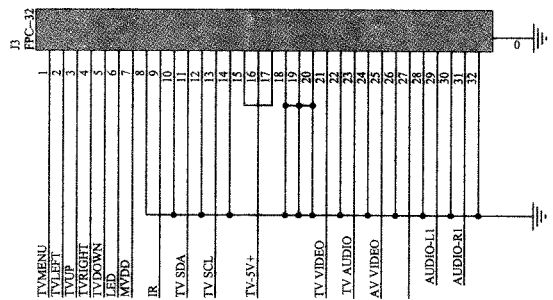 J3
FPC-32
0
1
2
3
4
5
6
7
8
9
10
11
12
13
14
15
16
17
18
19
20
21
22
23
24
25
26
27
28
29
30
31
32
TVMENU
TVLEFT
TVUP
TVRIGHT
TVDOWN
LED
MVDD
IR
TV SDA
TV SCL
TV-5V+
TV VIDEO
TV AUDIO
AV VIDEO
AUDIO-L1
AUDIO-R1